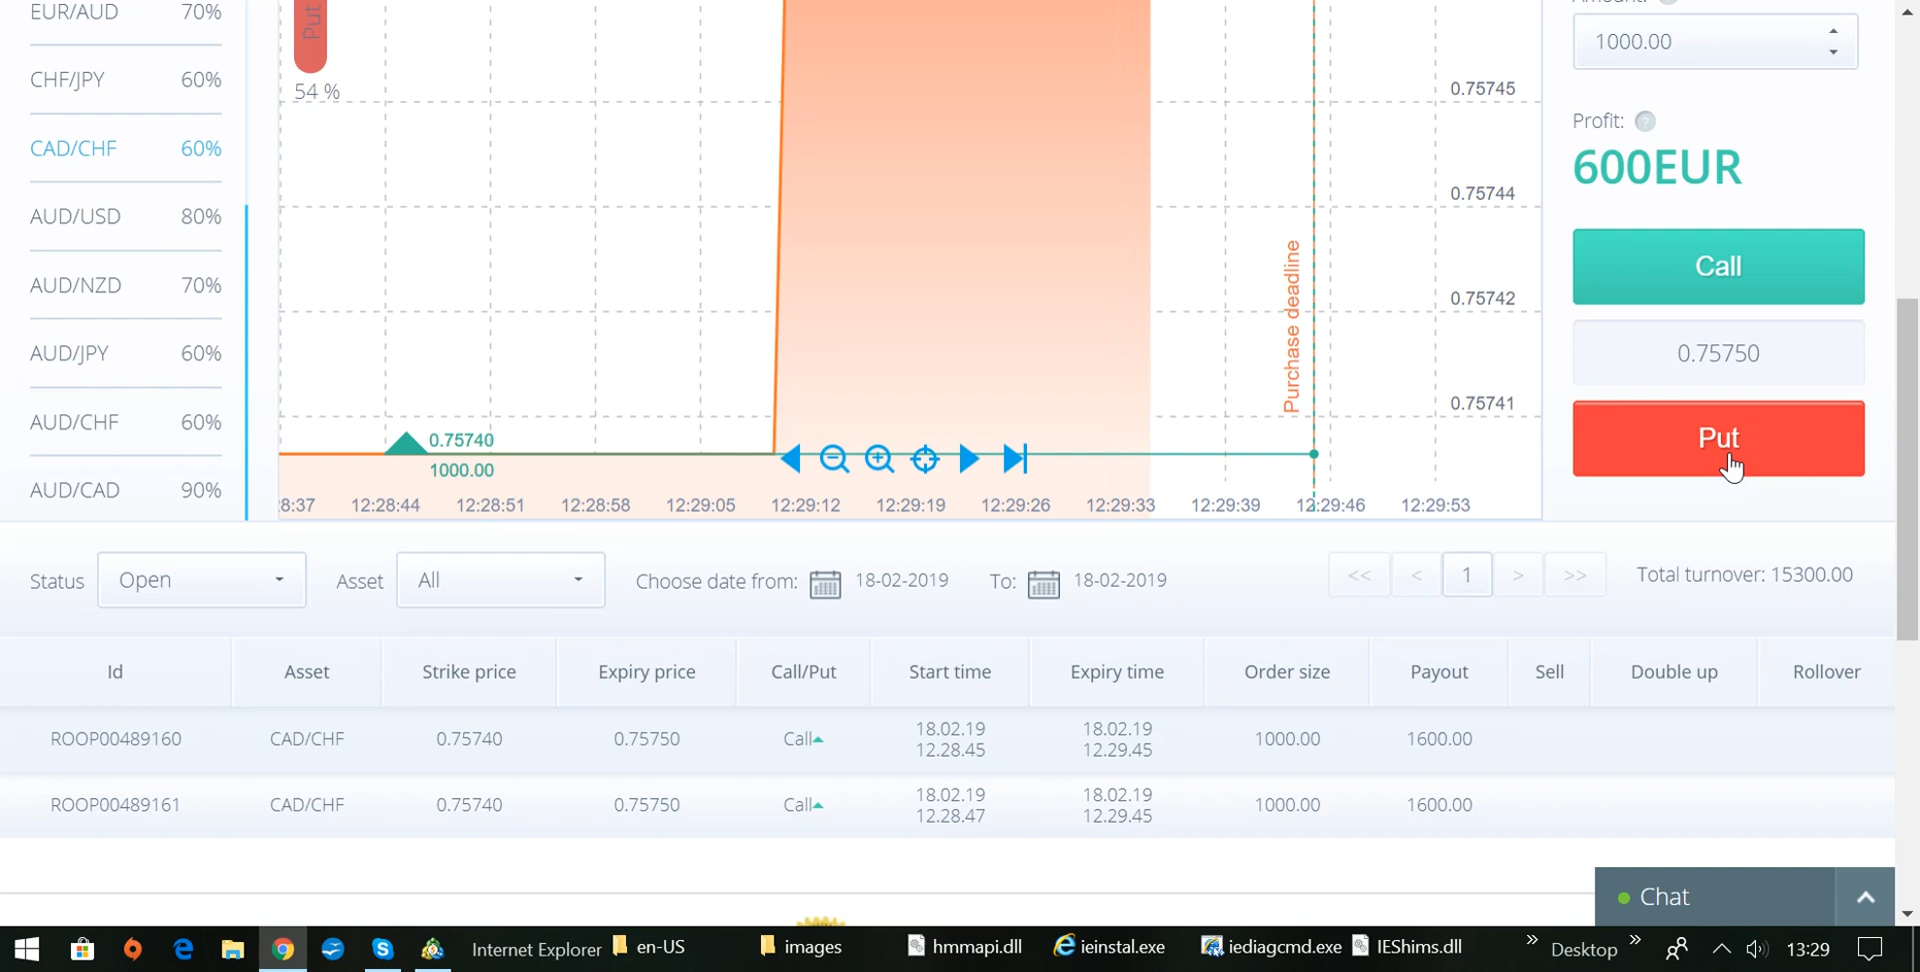 EUR/AUD 70%
CHF/JPY 60%
CAD/CHF 60%
AUD/USD 80%
AUD/NZD 70%
AUD/JPY 60%
AUD/CHF 60%
AUD/CAD 90%
Put
54 %
0.75745
0.75744
0.75742
0.75741
Purchase deadline
0.75740
1000.00
8:37 12:28:44 12:28:51 12:28:58 12:29:05 12:29:12 12:29:19 12:29:26 12:29:33 12:29:39 12:29:46 12:29:53
Amount:
1000.00
Profit: ?
600EUR
Call
0.75750
Put
Status Open Asset All Choose date from: 18-02-2019 To: 18-02-2019 << < 1 > >> Total turnover: 15300.00
Id Asset Strike price Expiry price Call/Put Start time Expiry time Order size Payout Sell Double up Rollover
ROOP00489160 CAD/CHF 0.75740 0.75750 Call 18.02.19 12.28.45 18.02.19 12.29.45 1000.00 1600.00
ROOP00489161 CAD/CHF 0.75740 0.75750 Call 18.02.19 12.28.47 18.02.19 12.29.45 1000.00 1600.00
Chat
Internet Explorer en-US images hmmapi.dll ieinstal.exe iediagcmd.exe IEShims.dll » Desktop » 13:29